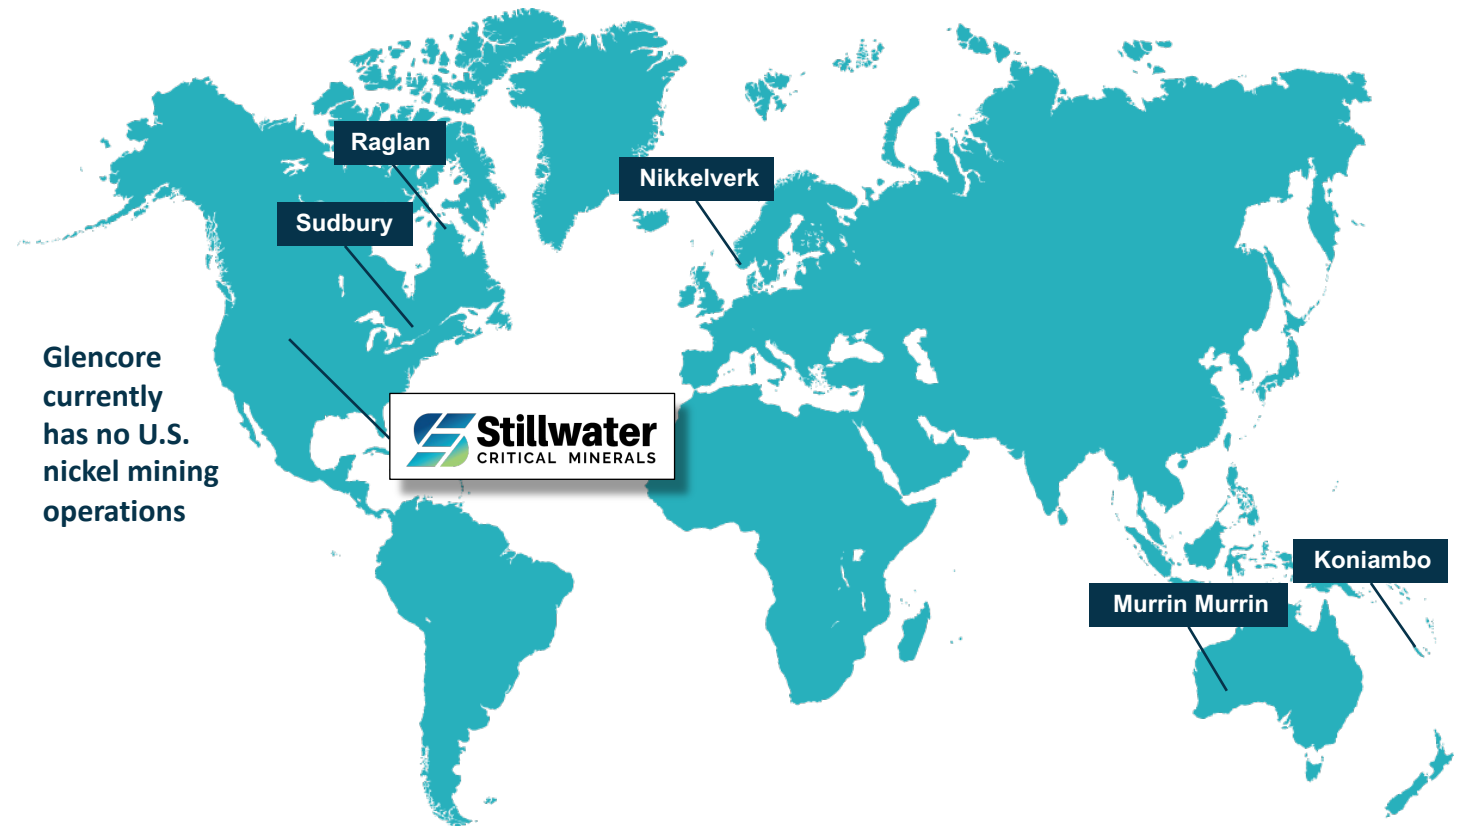 Raglan
Nikkelverk
Sudbury
Glencore
currently
has no U.S.
nickel mining
operations
Stillwater
CRITICAL MINERALS
Koniambo
Murrin Murrin